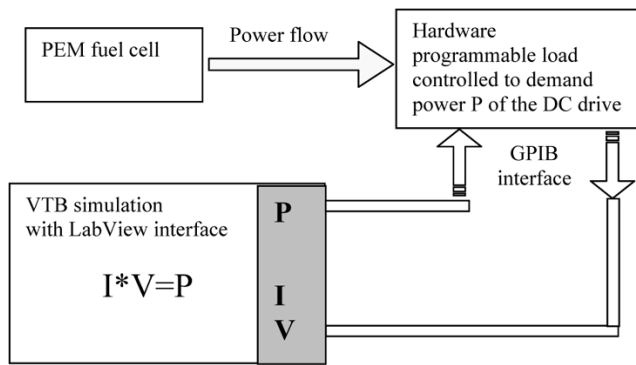 PEM fuel cell
Power flow
Hardware
programmable load
controlled to demand
power P of the DC drive
GPIB
interface
VTB simulation
with LabView interface
I*V=P
P
I
V